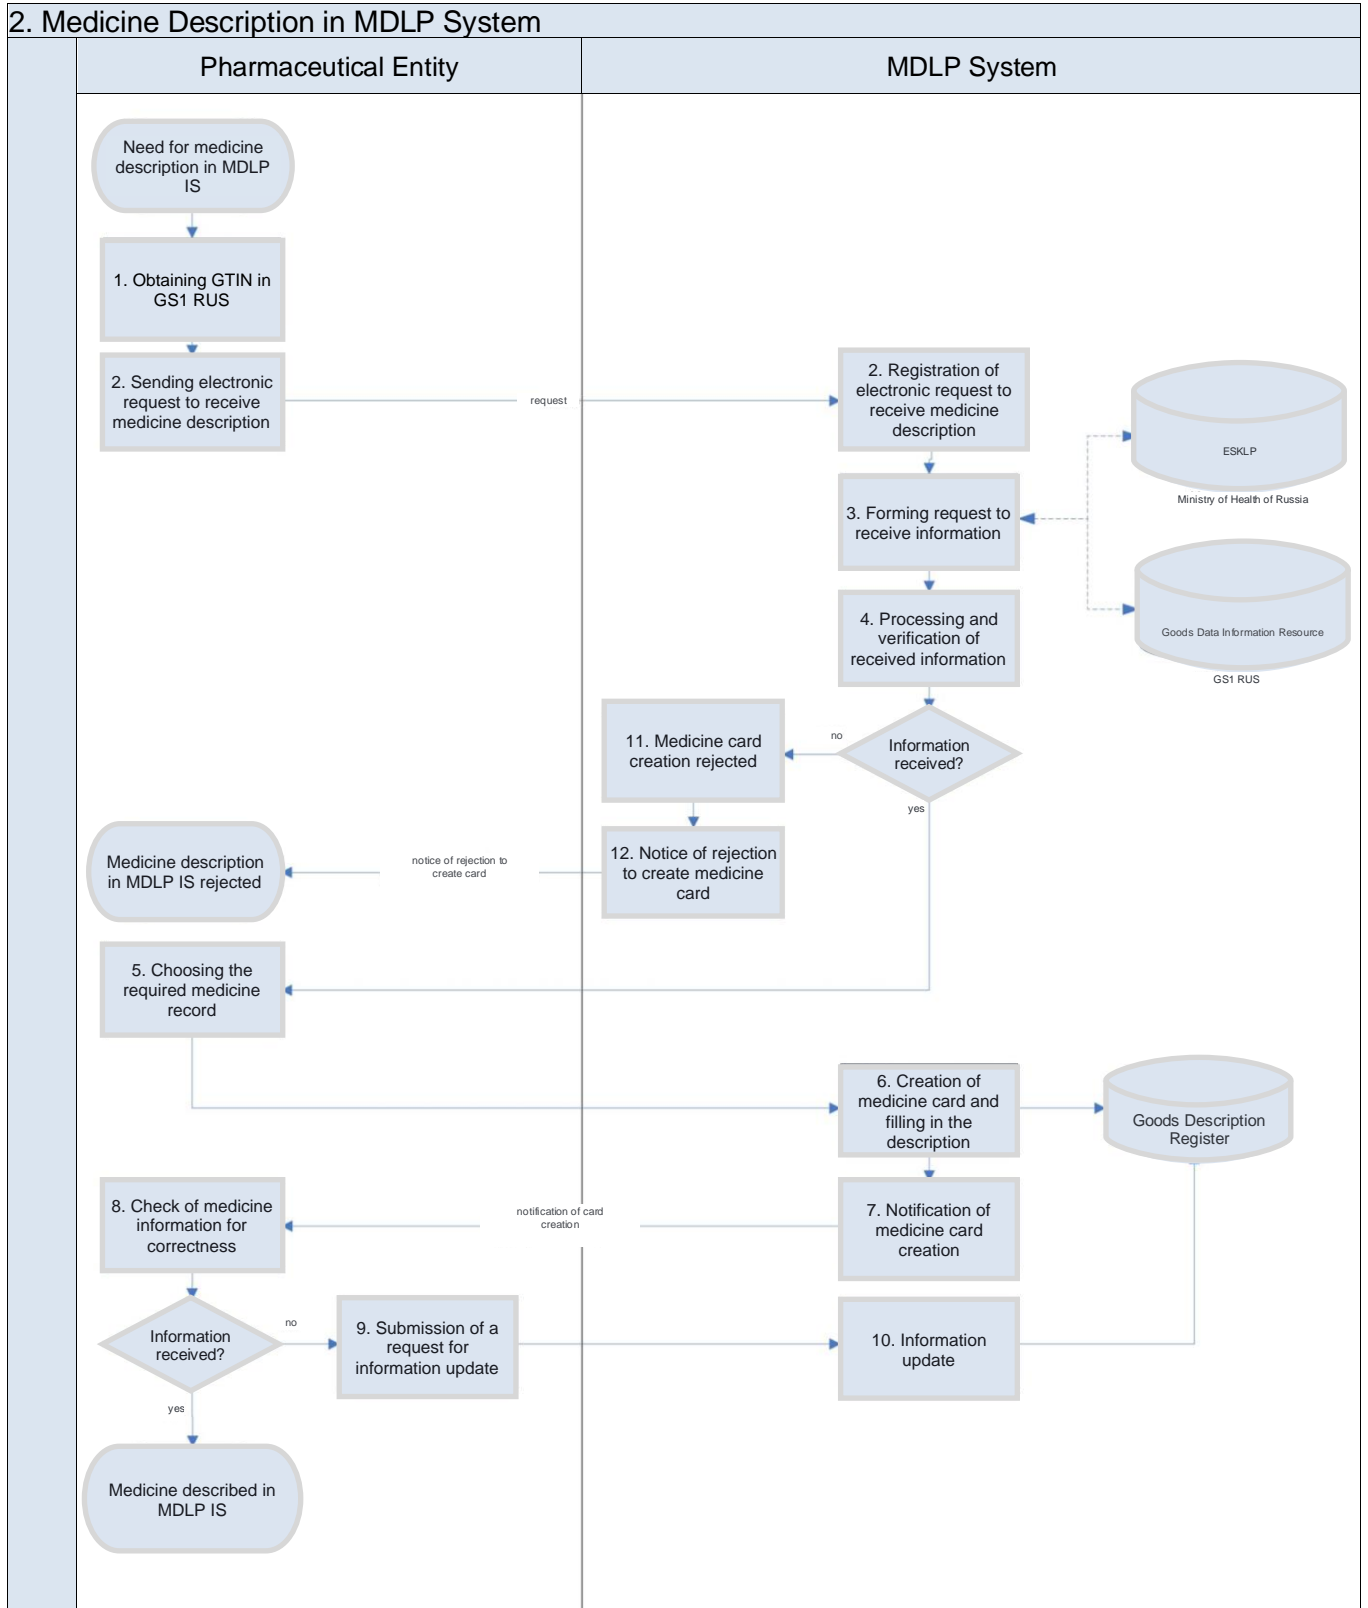 2. Medicine Description in MDLP System
Pharmaceutical Entity
MDLP System
Need for medicine
description in MDLP
IS
1. Obtaining GTIN in
GS1 RUS
2. Sending electronic
request to receive
medicine description
request
2. Registration of
electronic request to
receive medicine
description
ESKLP
Ministry of Health of Russia
3. Forming request to
receive information
Goods Data Information Resource
GS1 RUS
4. Processing and
verification of
received information
Information
received?
no
yes
11. Medicine card
creation rejected
12. Notice of rejection
to create medicine
card
notice of rejection to
create card
Medicine description
in MDLP IS rejected
5. Choosing the
required medicine
record
6. Creation of
medicine card and
filling in the
description
Goods Description
Register
7. Notification of
medicine card
creation
notification of card
creation
8. Check of medicine
information for
correctness
Information
received?
no
yes
9. Submission of a
request for
information update
10. Information
update
Medicine described in
MDLP IS